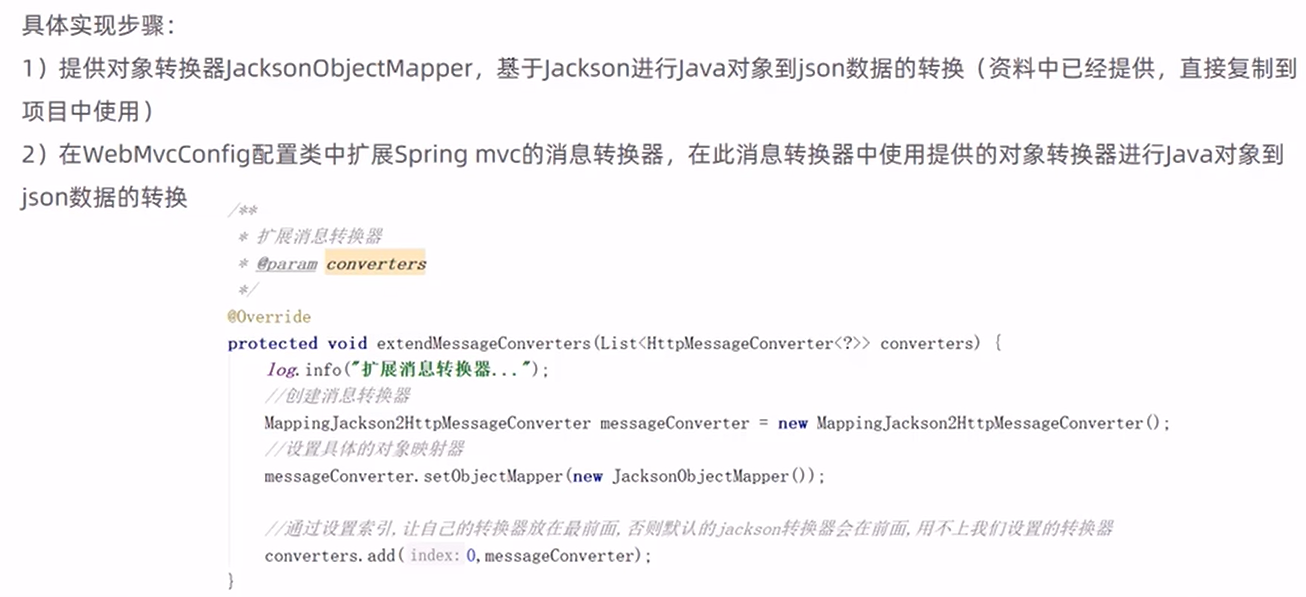 具体实现步骤：
1）提供对象转换器JacksonObjectMapper，基于Jackson进行Java对象到json数据的转换（资料中已经提供，直接复制到
项目中使用）
2）在WebMvcConfig配置类中扩展Spring mvc的消息转换器，在此消息转换器中使用提供的对象转换器进行Java对象到
json数据的转换
/**
* 扩展消息转换器
* @param converters
*/
@Override
protected void extendMessageConverters(List<HttpMessageConverter<?>> converters) {
log.info("扩展消息转换器...");
//创建消息转换器
MappingJackson2HttpMessageConverter messageConverter = new MappingJackson2HttpMessageConverter();
//设置具体的对象映射器
messageConverter.setObjectMapper(new JacksonObjectMapper());
//通过设置索引,让自己的转换器放在最前面,否则默认的jackson转换器会在前面,用不上我们设置的转换器
converters.add( index: 0,messageConverter);
}